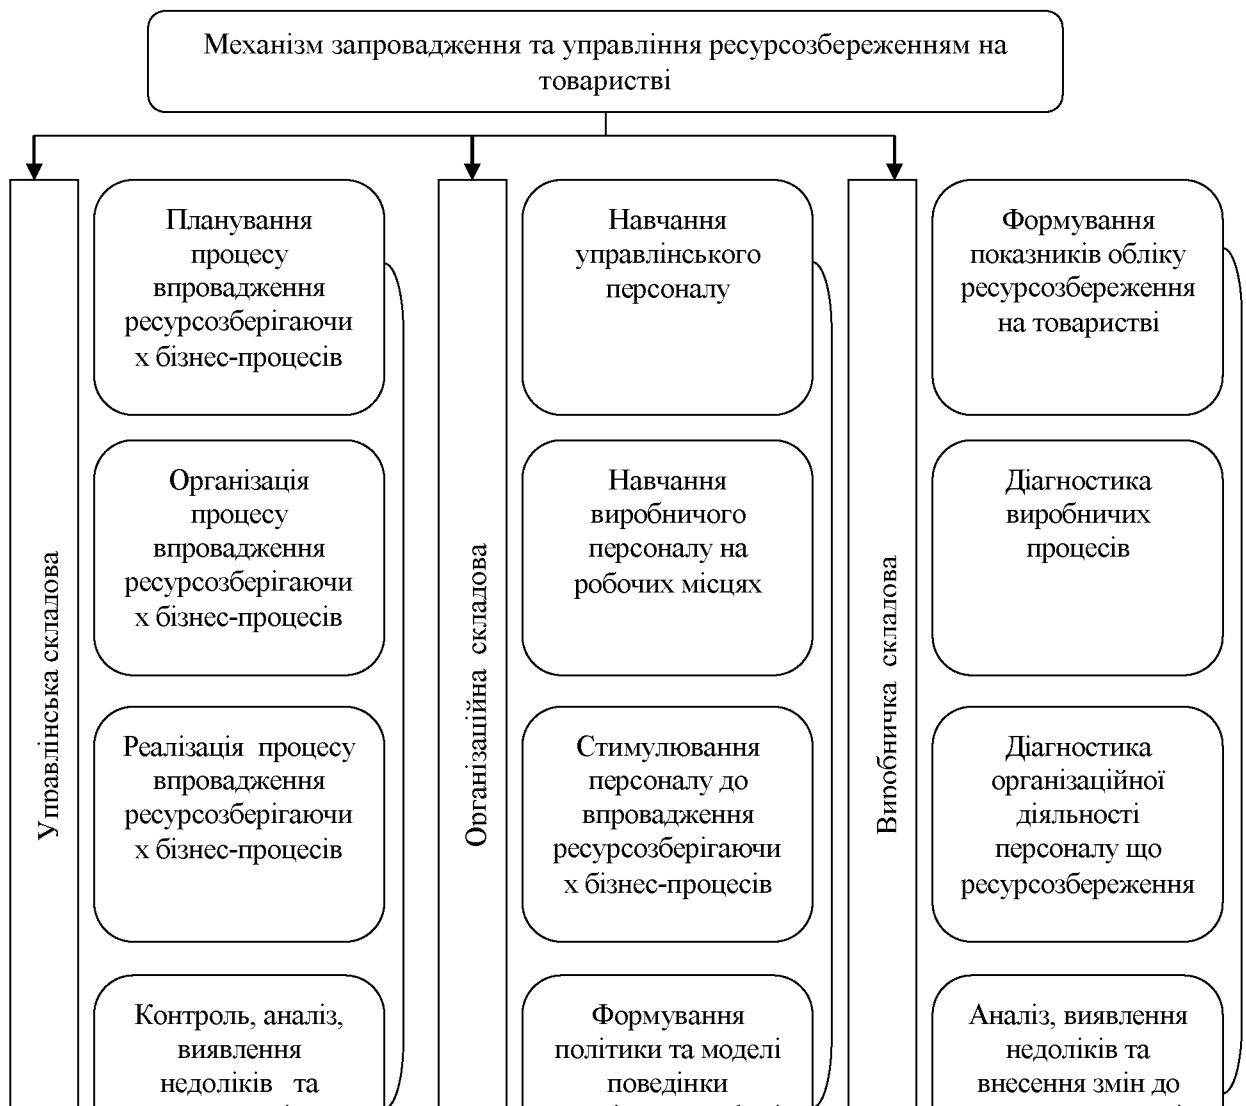 Механізм запровадження та управління ресурсозбереженням на
товаристві
Управлінська складова
Планування
процесу
впровадження
ресурсозберігаючи
х бізнес-процесів
Організація
процесу
впровадження
ресурсозберігаючи
х бізнес-процесів
Реалізація процесу
впровадження
ресурсозберігаючи
х бізнес-процесів
Контроль, аналіз,
виявлення
недоліків та
Організаційна складова
Навчання
управлінського
персоналу
Навчання
виробничого
персоналу на
робочих місцях
Стимулювання
персоналу до
впровадження
ресурсозберігаючи
х бізнес-процесів
Формування
політики та моделі
поведінки
Виробничка складова
Формування
показників обліку
ресурсозбереження
на товаристві
Діагностика
виробничих
процесів
Діагностика
організаційної
діяльності
персоналу що
ресурсозбереження
Аналіз, виявлення
недоліків та
внесення змін до